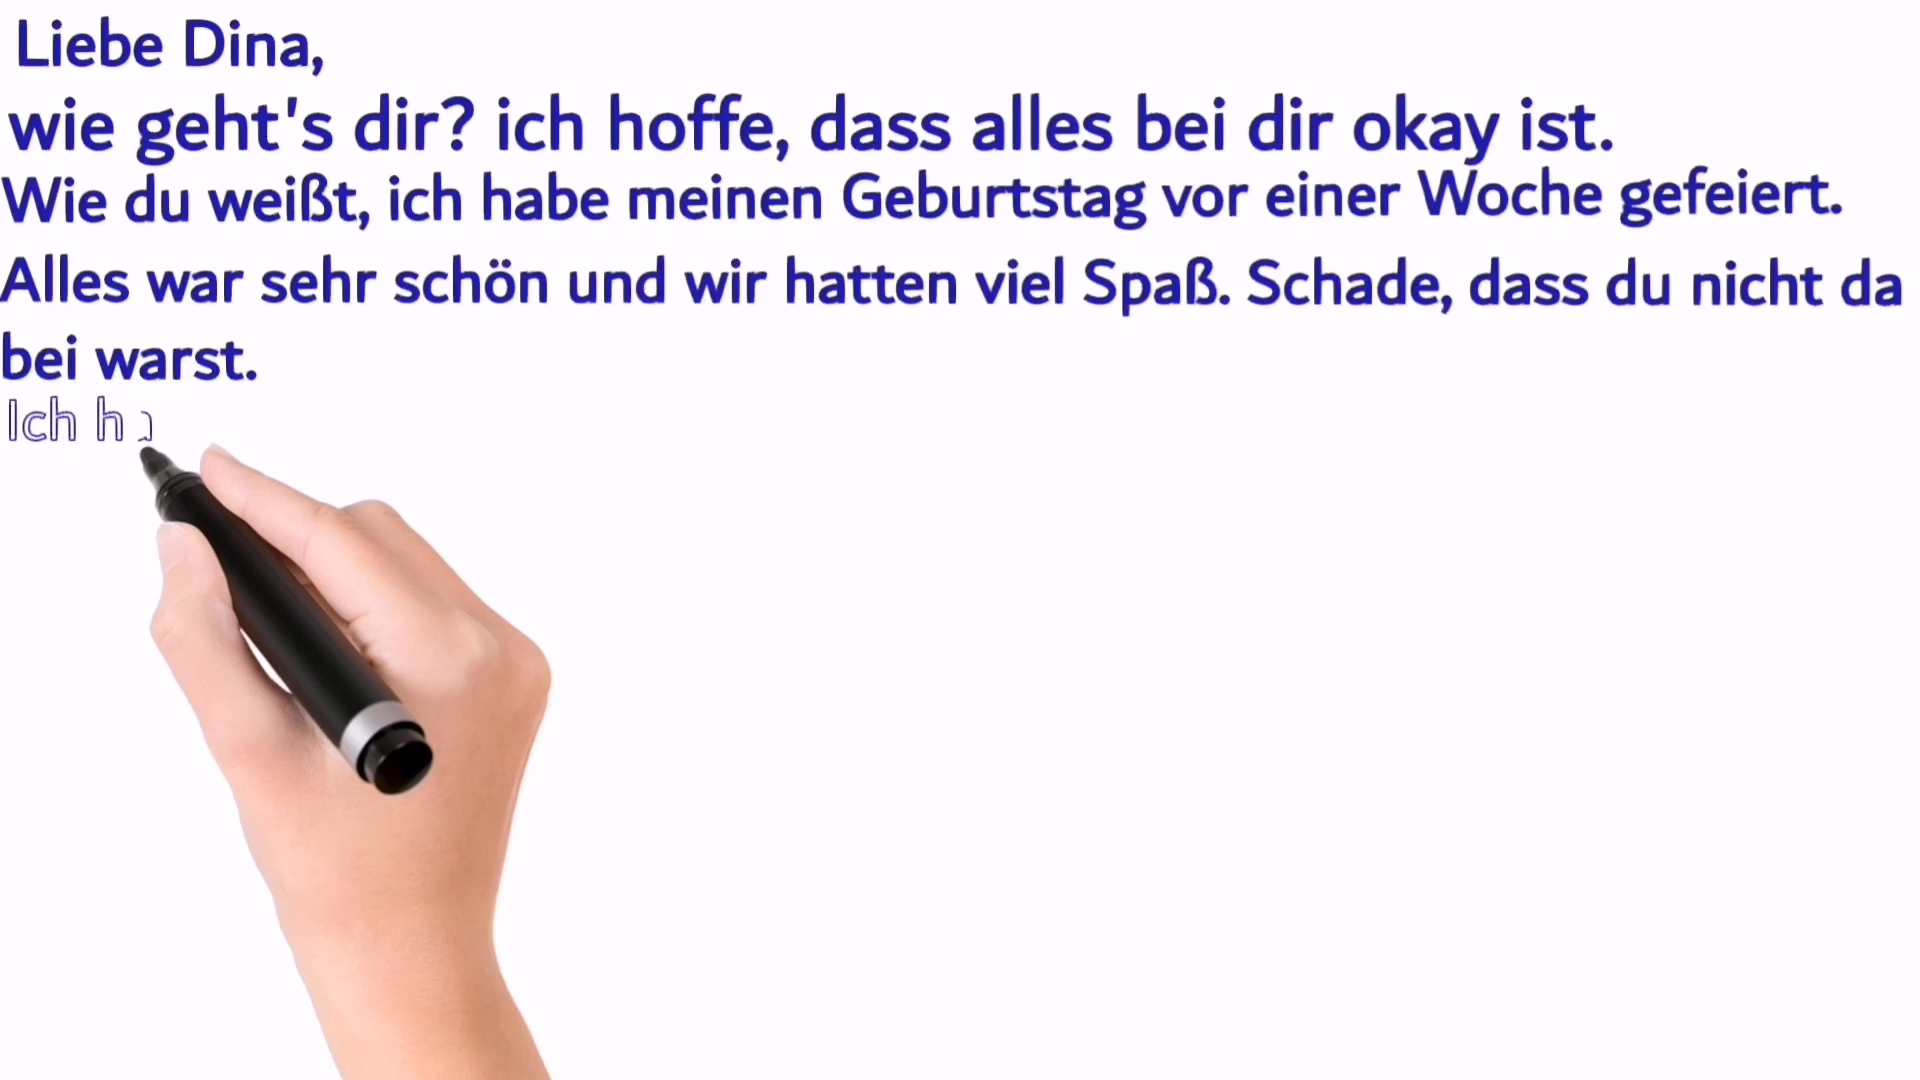 Liebe Dina,
wie geht's dir? ich hoffe, dass alles bei dir okay ist.
Wie du weißt, ich habe meinen Geburtstag vor einer Woche gefeiert.
Alles war sehr schön und wir hatten viel Spaß. Schade, dass du nicht da
bei warst.
Ich h